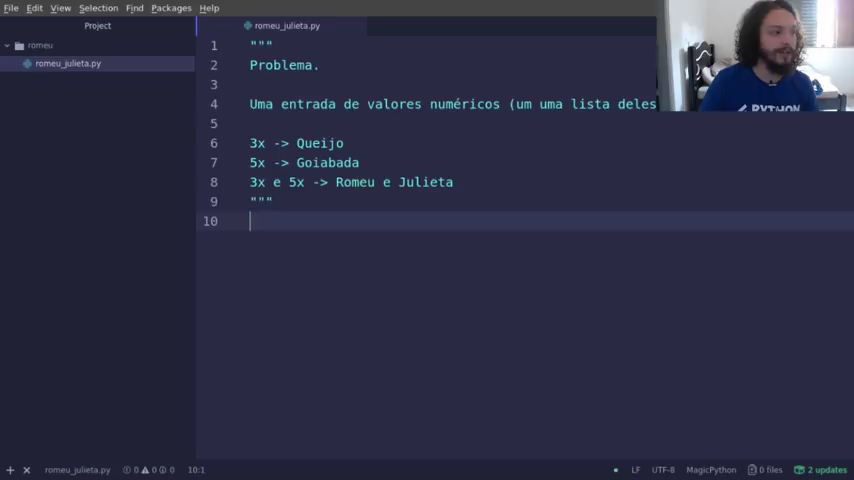 File Edit View Selection Find Packages Help
Project
romeu_julieta.py
romeu
romeu_julieta.py
1 """
2 Problema.
3
4 Uma entrada de valores numéricos (um uma lista deles
5
6 3x -> Queijo
7 5x -> Goiabada
8 3x e 5x -> Romeu e Julieta
9 """
10
PYTHON
+ × romeu_julieta.py 0 0 0 10:1 LF UTF-8 MagicPython 0 files 2 updates